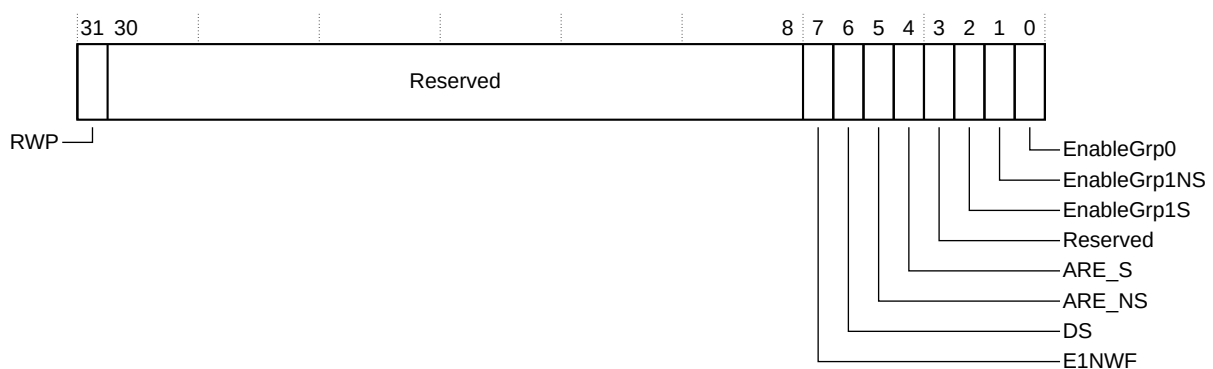 31 30 8 7 6 5 4 3 2 1 0
Reserved
RWP
EnableGrp0
EnableGrp1NS
EnableGrp1S
Reserved
ARE_S
ARE_NS
DS
E1NWF